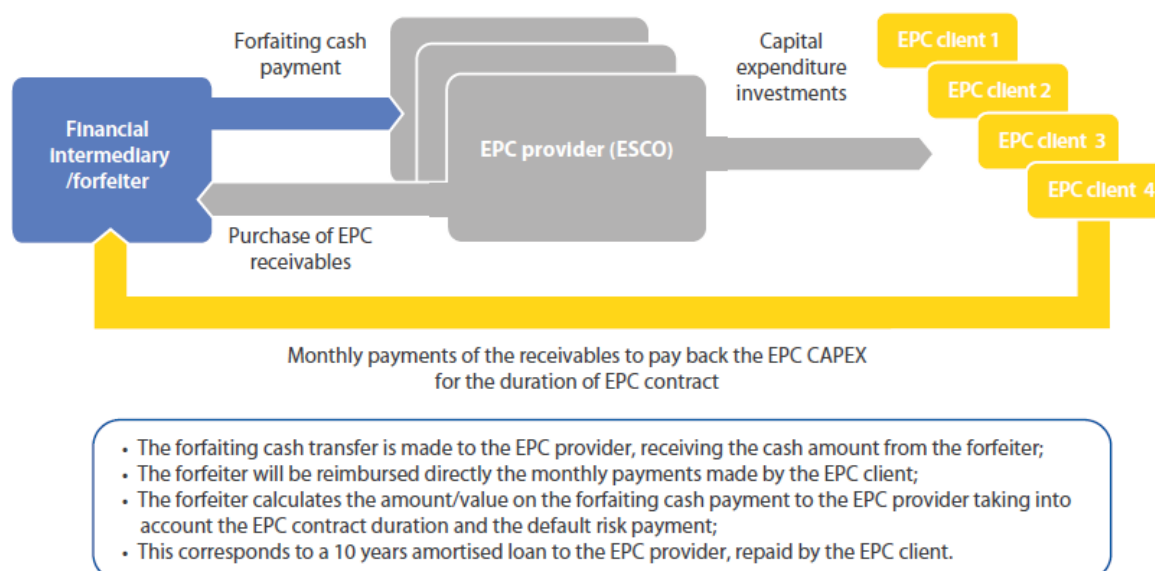 Forfaiting cash
payment
Capital
expenditure
investments
EPC client 1
EPC client 2
EPC client 3
EPC client 4
Financial
intermediary
/forfeiter
EPC provider (ESCO)
Purchase of EPC
receivables
Monthly payments of the receivables to pay back the EPC CAPEX
for the duration of EPC contract
• The forfaiting cash transfer is made to the EPC provider, receiving the cash amount from the forfeiter;
• The forfeiter will be reimbursed directly the monthly payments made by the EPC client;
• The forfeiter calculates the amount/value on the forfaiting cash payment to the EPC provider taking into
account the EPC contract duration and the default risk payment;
• This corresponds to a 10 years amortised loan to the EPC provider, repaid by the EPC client.